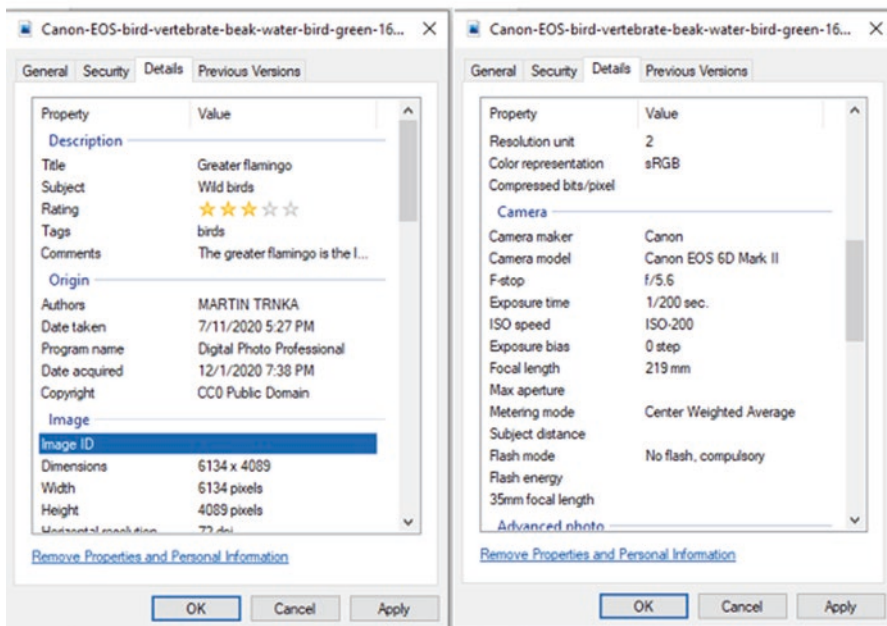 Canon-EOS-bird-vertebrate-beak-water-bird-green-16...
General Security Details Previous Versions
Property Value
Description
Title Greater flamingo
Subject Wild birds
Rating
Tags birds
Comments The greater flamingo is the l...
Origin
Authors MARTIN TRNKA
Date taken 7/11/2020 5:27 PM
Program name Digital Photo Professional
Date acquired 12/1/2020 7:38 PM
Copyright CC0 Public Domain
Image
Image ID
Dimensions 6134 x 4089
Width 6134 pixels
Height 4089 pixels
Horizontal resolution 72 dpi
Remove Properties and Personal Information
OK Cancel Apply
Canon-EOS-bird-vertebrate-beak-water-bird-green-16...
General Security Details Previous Versions
Property Value
Resolution unit 2
Color representation sRGB
Compressed bits/pixel
Camera
Camera maker Canon
Camera model Canon EOS 6D Mark II
F-stop f/5.6
Exposure time 1/200 sec.
ISO speed ISO-200
Exposure bias 0 step
Focal length 219 mm
Max aperture
Metering mode Center Weighted Average
Subject distance
Flash mode No flash, compulsory
Flash energy
35mm focal length
Advanced photo
Remove Properties and Personal Information
OK Cancel Apply